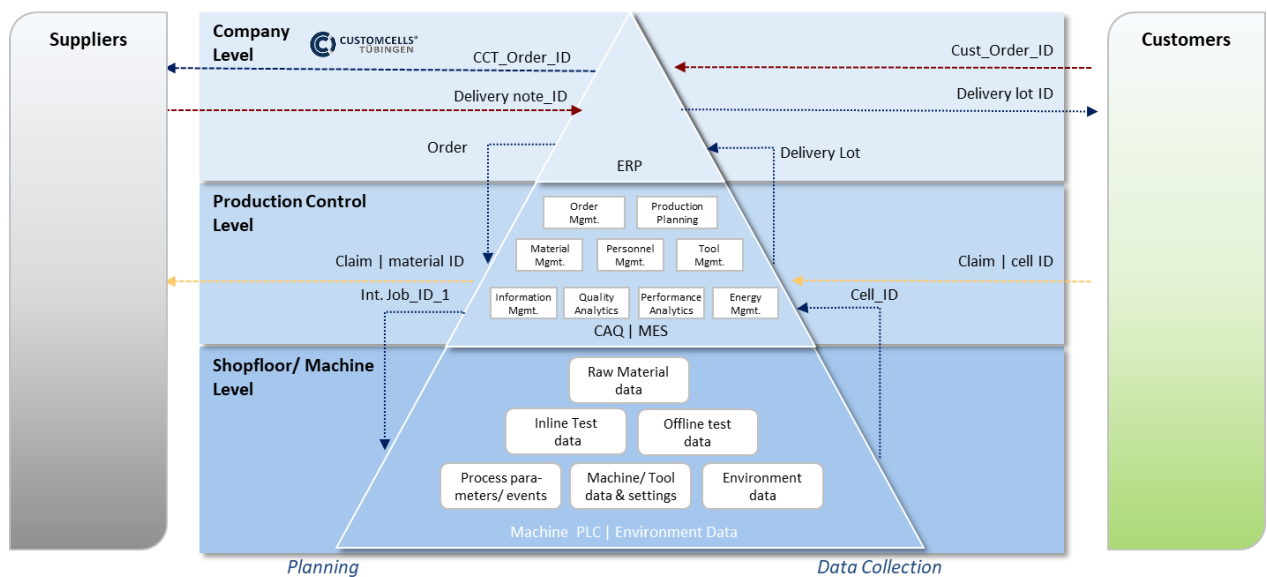 Suppliers
Company
Level
CUSTOMCELLS®
TÜBINGEN
Customers
CCT_Order_ID
Cust_Order_ID
Delivery note_ID
Delivery lot ID
Order
Delivery Lot
ERP
Production Control
Level
Order
Mgmt.
Production
Planning
Material
Mgmt.
Personnel
Mgmt.
Tool
Mgmt.
Claim | material ID
Claim | cell ID
Int. Job_ID_1
Information
Mgmt.
Quality
Analytics
Performance
Analytics
Energy
Mgmt.
Cell_ID
CAQ | MES
Shopfloor/ Machine
Level
Raw Material
data
Inline Test
data
Offline test
data
Process para-
meters/ events
Machine/ Tool
data & settings
Environment
data
Machine PLC | Environment Data
Planning
Data Collection